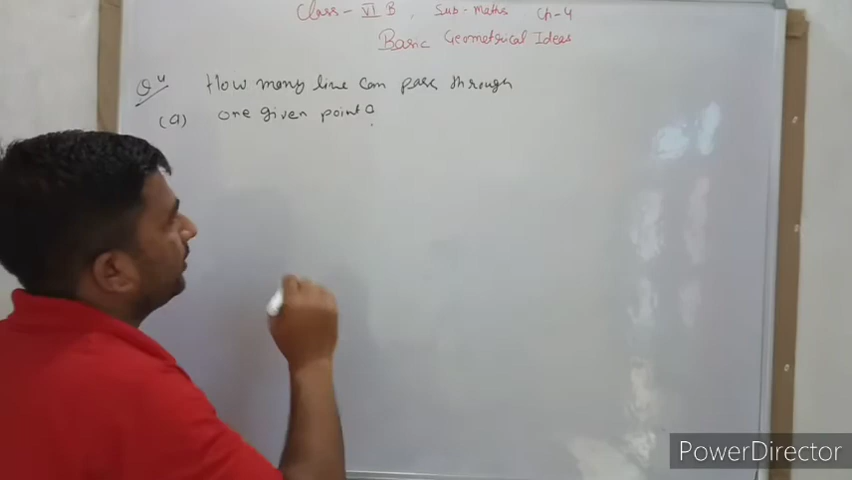 Class - VI B , Sub - Maths Ch-4
Basic Geometrical Ideas
Q4 How many line can pass through
(a) one given point?
PowerDirector